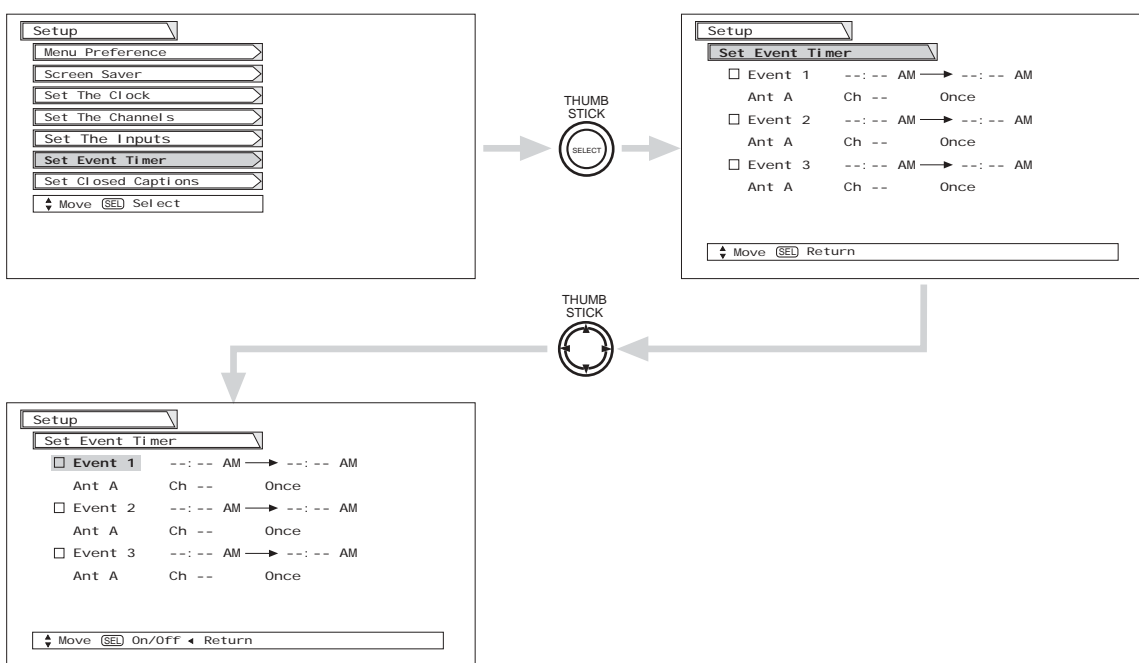 Setup
Menu Preference
Screen Saver
Set The Clock
Set The Channels
Set The Inputs
Set Event Timer
Set Closed Captions
Move SEL Select
THUMB
STICK
SELECT
Setup
Set Event Timer
Event 1 --:-- AM --:-- AM
Ant A Ch -- Once
Event 2 --:-- AM --:-- AM
Ant A Ch -- Once
Event 3 --:-- AM --:-- AM
Ant A Ch -- Once
Move SEL Return
THUMB
STICK
Setup
Set Event Timer
Event 1 --:-- AM --:-- AM
Ant A Ch -- Once
Event 2 --:-- AM --:-- AM
Ant A Ch -- Once
Event 3 --:-- AM --:-- AM
Ant A Ch -- Once
Move SEL On/Off Return